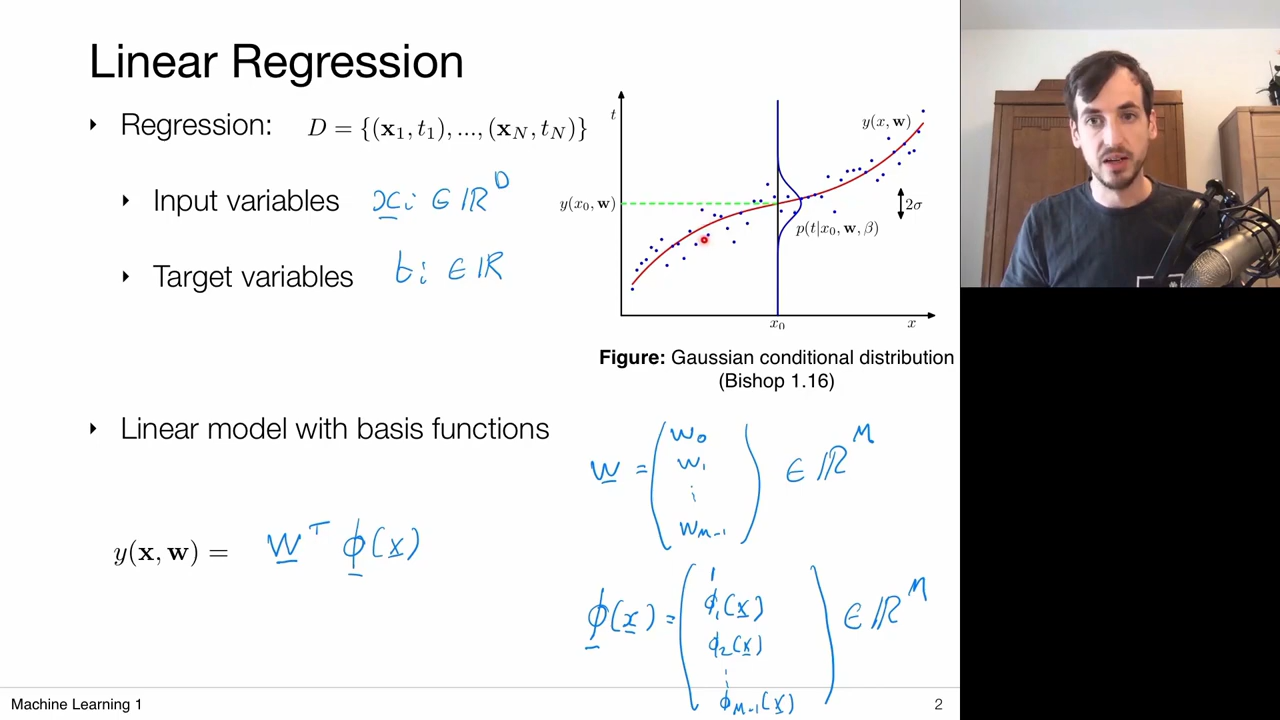 Linear Regression
‣ Regression: D = {(x₁, t₁), ..., (x_N, t_N)}
‣ Input variables x̲ᵢ ∈ ℝᴰ
‣ Target variables tᵢ ∈ ℝ
t
y(x, w)
y(x₀, w)
2σ
p(t|x₀, w, β)
x₀
x
Figure: Gaussian conditional distribution
(Bishop 1.16)
‣ Linear model with basis functions
y(x, w) = w̲ᵀ ϕ̲(x̲)
w̲ = (w₀
w₁
⋮
w_{M-1}) ∈ ℝᴹ
ϕ̲(x̲) = (1
ϕ₁(x̲)
ϕ₂(x̲)
⋮
ϕ_{M-1}(x̲)) ∈ ℝᴹ
Machine Learning 1
2